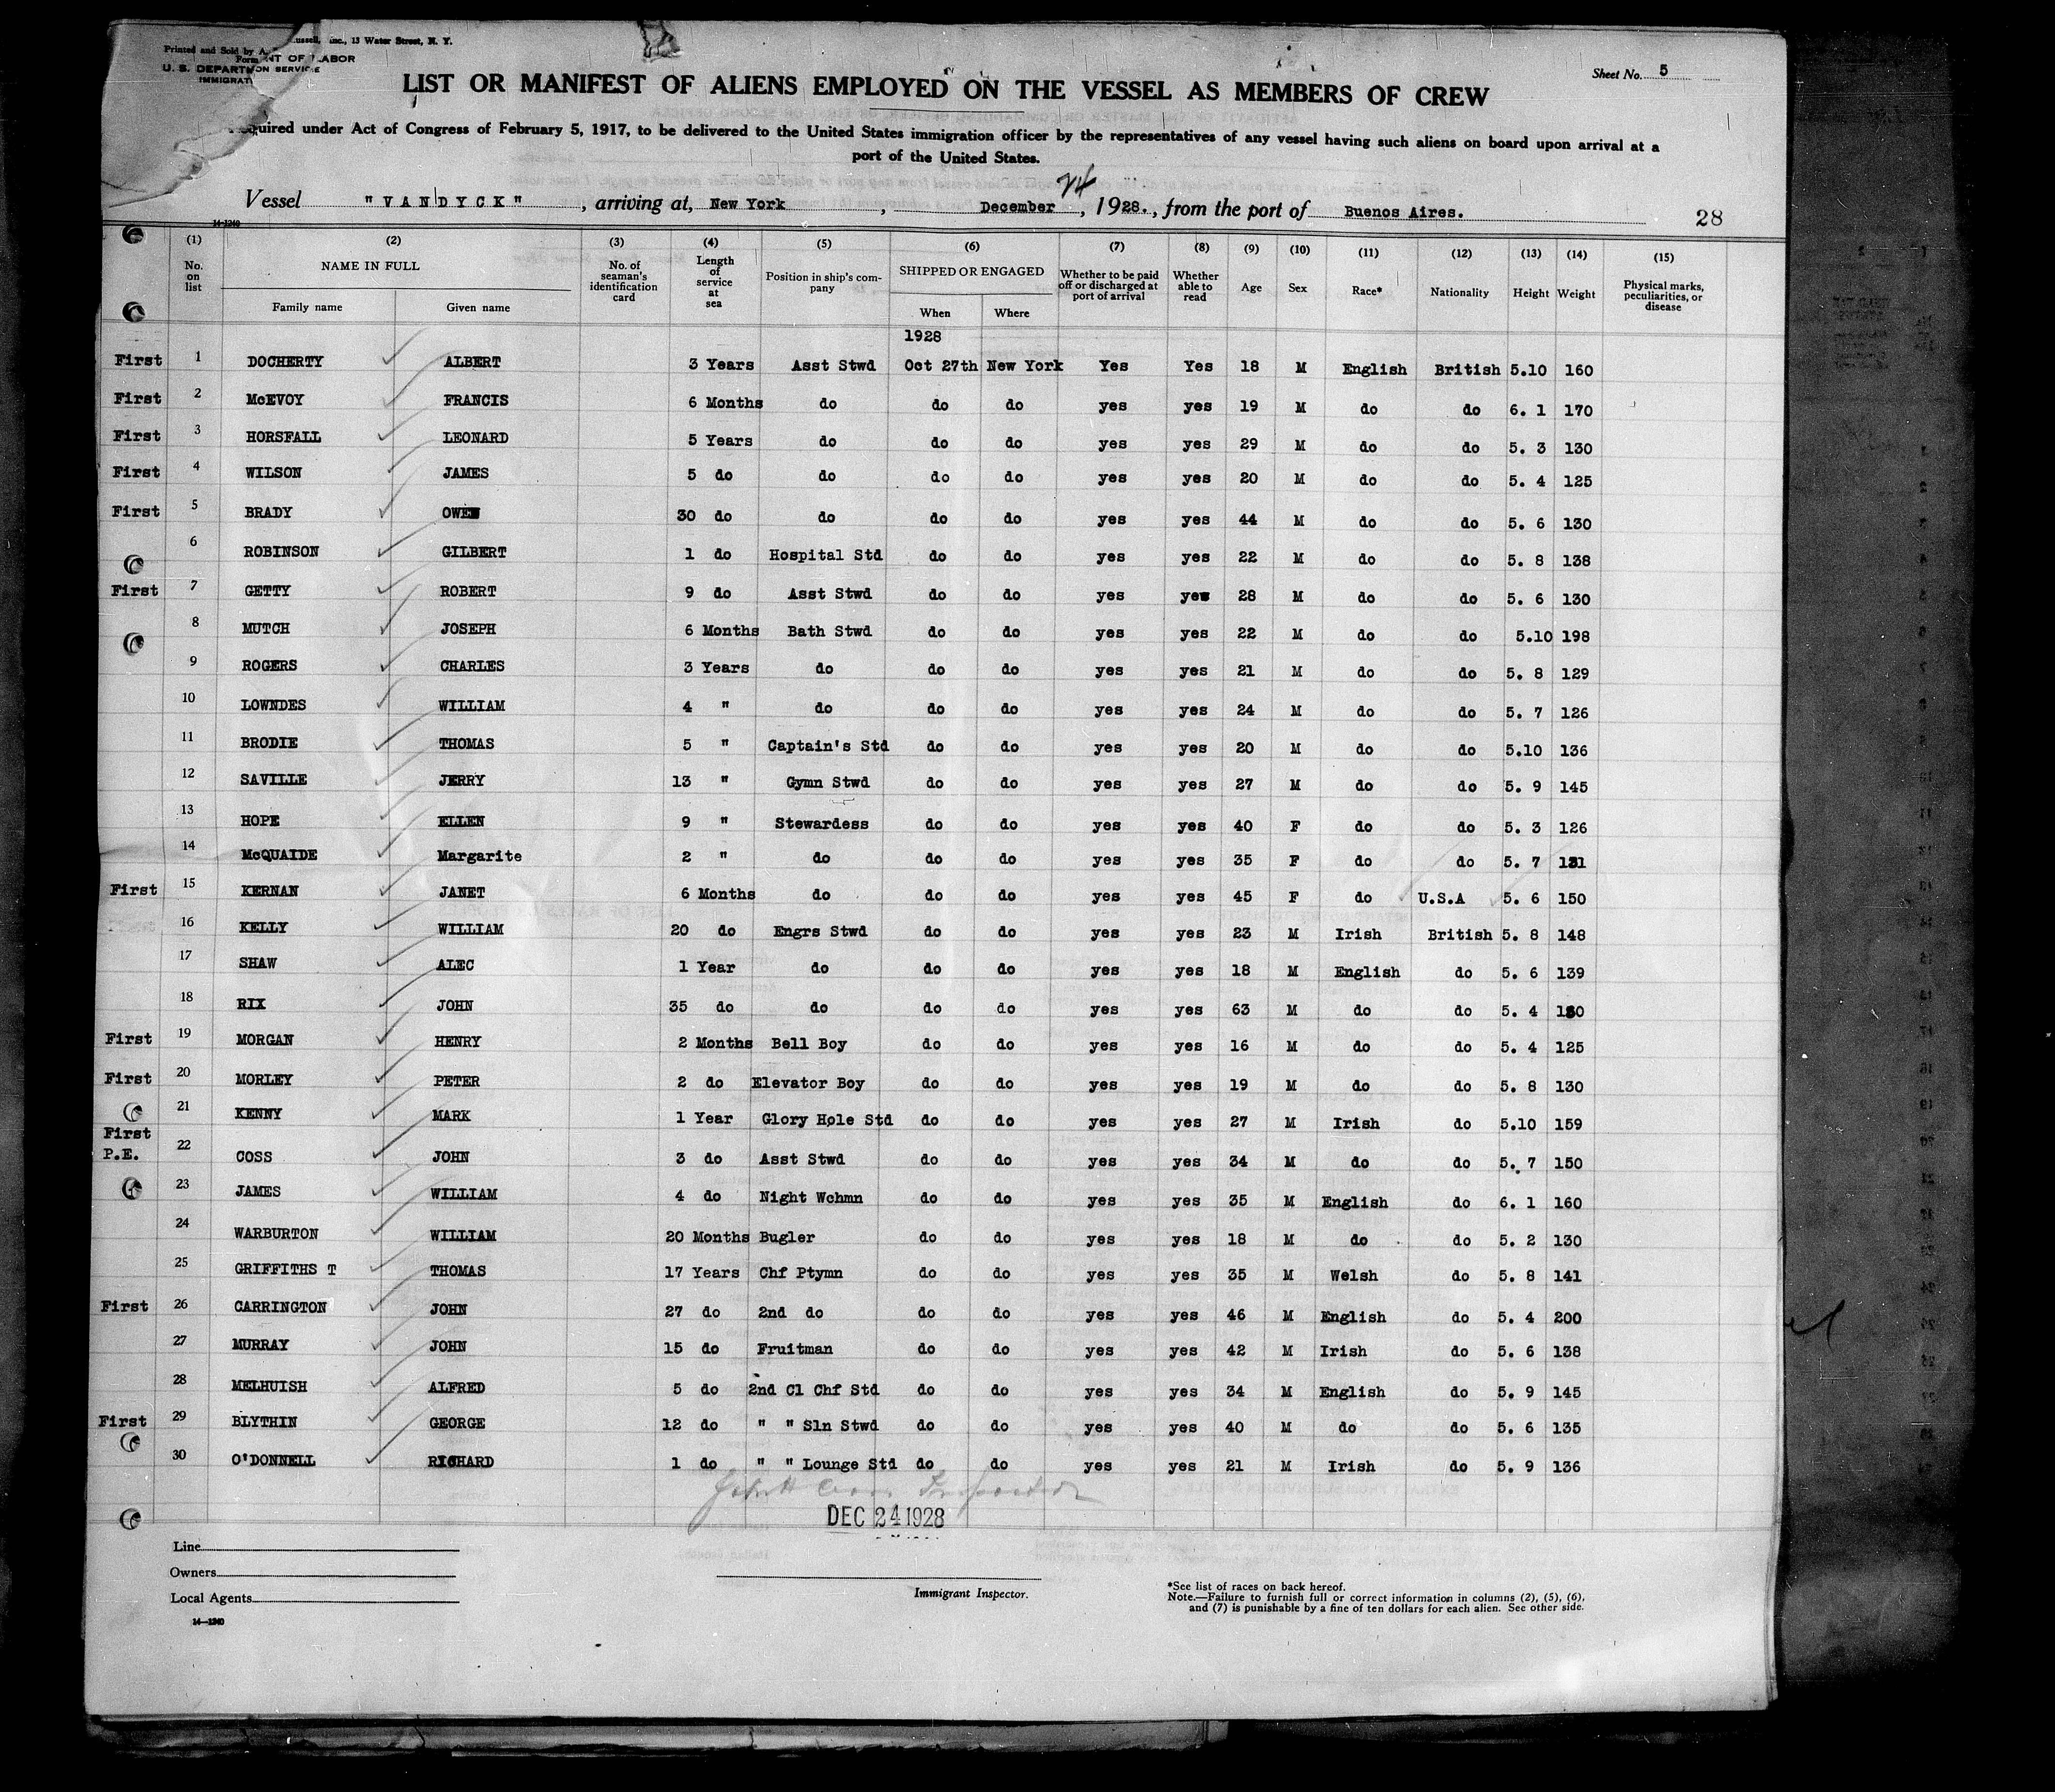 Printed and Sold by A. ussell, Inc., 13 Water Street, N. Y.
Form
U. S. DEPARTM NT OF LABOR
IMMIGRAT ON SERVICE
Sheet No. 5
LIST OR MANIFEST OF ALIENS EMPLOYED ON THE VESSEL AS MEMBERS OF CREW
quired under Act of Congress of February 5, 1917, to be delivered to the United States immigration officer by the representatives of any vessel having such aliens on board upon arrival at a
port of the United States.
Vessel "VANDYCK", arriving at, New York, December 24, 1928., from the port of Buenos Aires. 28
14-1240
(1) (2) (3) (4) (5) (6) (7) (8) (9) (10) (11) (12) (13) (14) (15)
No. on list NAME IN FULL Family name Given name No. of seaman's identification card Length of service at sea Position in ship's company SHIPPED OR ENGAGED When Where Whether to be paid off or discharged at port of arrival Whether able to read Age Sex Race* Nationality Height Weight Physical marks, peculiarities, or disease
1928
First 1 DOCHERTY ALBERT 3 Years Asst Stwd Oct 27th New York Yes Yes 18 M English British 5.10 160
First 2 McEVOY FRANCIS 6 Months do do do yes yes 19 M do do 6. 1 170
First 3 HORSFALL LEONARD 5 Years do do do yes yes 29 M do do 5. 3 130
First 4 WILSON JAMES 5 do do do do yes yes 20 M do do 5. 4 125
First 5 BRADY OWEN 30 do do do do yes yes 44 M do do 5. 6 130
6 ROBINSON GILBERT 1 do Hospital Std do do yes yes 22 M do do 5. 8 138
First 7 GETTY ROBERT 9 do Asst Stwd do do yes yes 28 M do do 5. 6 130
8 MUTCH JOSEPH 6 Months Bath Stwd do do yes yes 22 M do do 5.10 198
9 ROGERS CHARLES 3 Years do do do yes yes 21 M do do 5. 8 129
10 LOWNDES WILLIAM 4 " do do do yes yes 24 M do do 5. 7 126
11 BRODIE THOMAS 5 " Captain's Std do do yes yes 20 M do do 5.10 136
12 SAVILLE JERRY 13 " Gymn Stwd do do yes yes 27 M do do 5. 9 145
13 HOPE ELLEN 9 " Stewardess do do yes yes 40 F do do 5. 3 126
14 McQUAIDE Margarite 2 " do do do yes yes 35 F do do 5. 7
First 15 KERNAN JANET 6 Months do do do yes yes 45 F do U.S.A 5. 6 150
16 KELLY WILLIAM 20 do Engrs Stwd do do yes yes 23 M Irish British 5. 8 148
17 SHAW ALEC 1 Year do do do yes yes 18 M English do 5. 6 139
18 RIX JOHN 35 do do do do yes yes 63 M do do 5. 4
First 19 MORGAN HENRY 2 Months Bell Boy do do yes yes 16 M do do 5. 4 125
First 20 MORLEY PETER 2 do Elevator Boy do do yes yes 19 M do do 5. 8 130
21 KENNY MARK 1 Year Glory Hole Std do do yes yes 27 M Irish do 5.10 159
First P.E. 22 COSS JOHN 3 do Asst Stwd do do yes yes 34 M do do 5. 7 150
23 JAMES WILLIAM 4 do Night Wchmn do do yes yes 35 M English do 6. 1 160
24 WARBURTON WILLIAM 20 Months Bugler do do yes yes 18 M do do 5. 2 130
25 GRIFFITHS T THOMAS 17 Years Chf Ptymn do do yes yes 35 M Welsh do 5. 8 141
First 26 CARRINGTON JOHN 27 do 2nd do do do yes yes 46 M English do 5. 4 200
27 MURRAY JOHN 15 do Fruitman do do yes yes 42 M Irish do 5. 6 138
28 MELHUISH ALFRED 5 do 2nd Cl Chf Std do do yes yes 34 M English do 5. 9 145
First 29 BLYTHIN GEORGE 12 do " " Sln Stwd do do yes yes 40 M do do 5. 6 135
30 O'DONNELL RICHARD 1 do " " Lounge Std do do yes yes 21 M Irish do 5. 9 136
DEC 24 1928
Line
Owners
Local Agents
14-1240
Immigrant Inspector.
*See list of races on back hereof.
Note.—Failure to furnish full or correct information in columns (2), (5), (6),
and (7) is punishable by a fine of ten dollars for each alien. See other side.